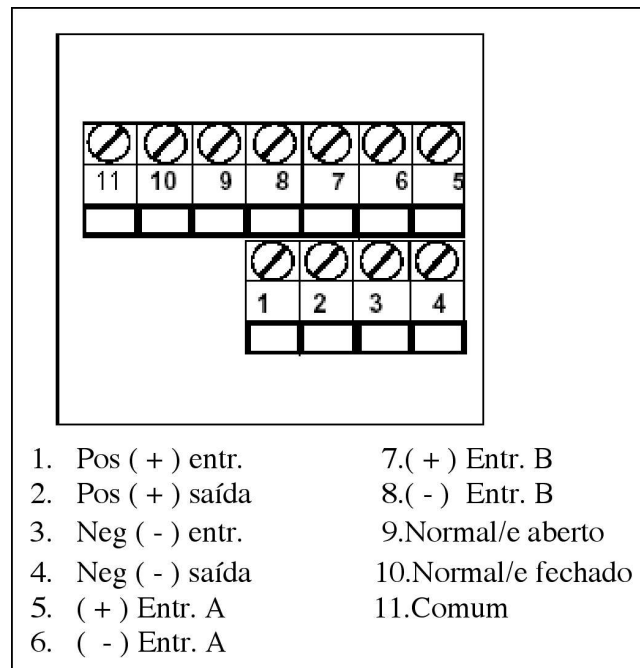 11 10 9 8 7 6 5
1 2 3 4
1. Pos ( + ) entr.
2. Pos ( + ) saída
3. Neg ( - ) entr.
4. Neg ( - ) saída
5. ( + ) Entr. A
6. ( - ) Entr. A
7.( + ) Entr. B
8.( - ) Entr. B
9.Normal/e aberto
10.Normal/e fechado
11.Comum